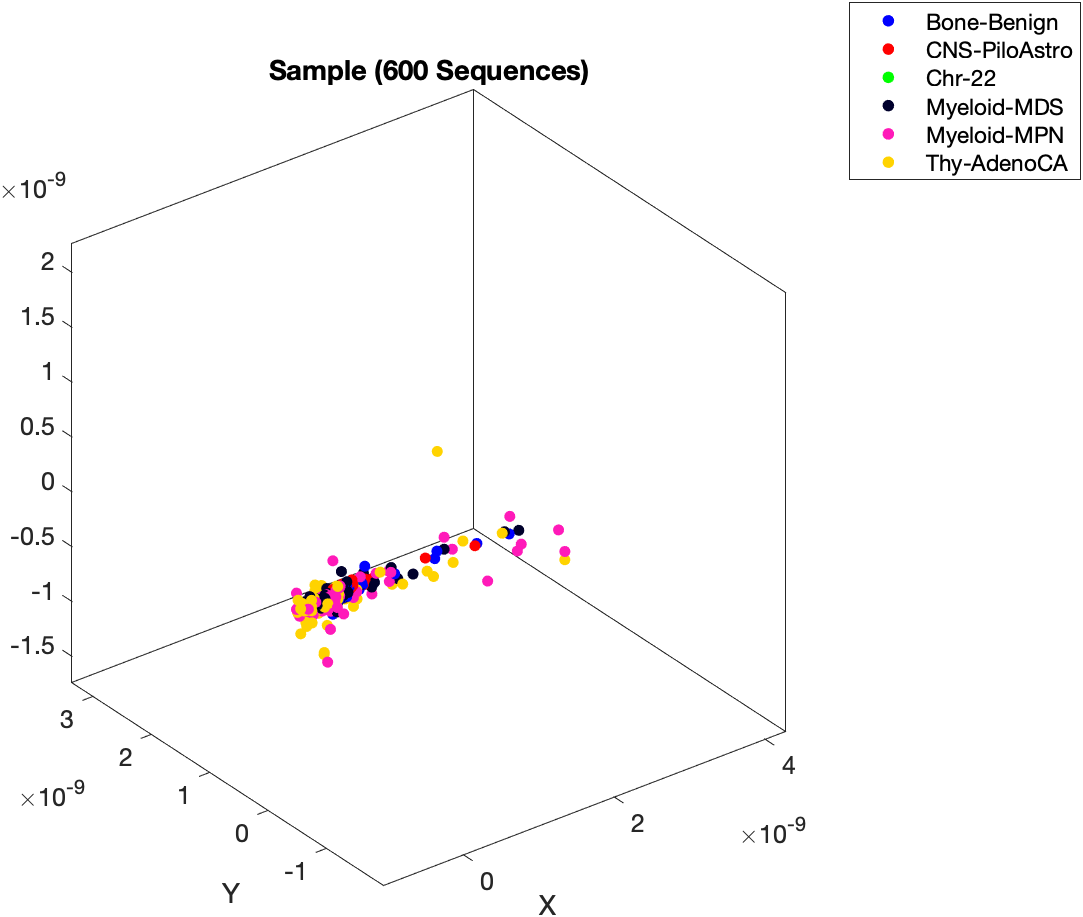 Bone-Benign
CNS-PiloAstro
Chr-22
Myeloid-MDS
Myeloid-MPN
Thy-AdenoCA
Sample (600 Sequences)
×10-9
2
1.5
1
0.5
0
-0.5
-1
-1.5
3
2
1
0
-1
×10-9
Y
0
2
4
×10-9
X